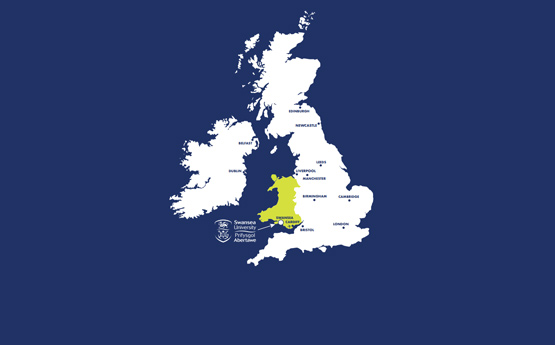 EDINBURGH
NEWCASTLE
BELFAST
LEEDS
DUBLIN
LIVERPOOL
MANCHESTER
BIRMINGHAM
CAMBRIDGE
SWANSEA
CARDIFF
BRISTOL
LONDON
Swansea
University
Prifysgol
Abertawe